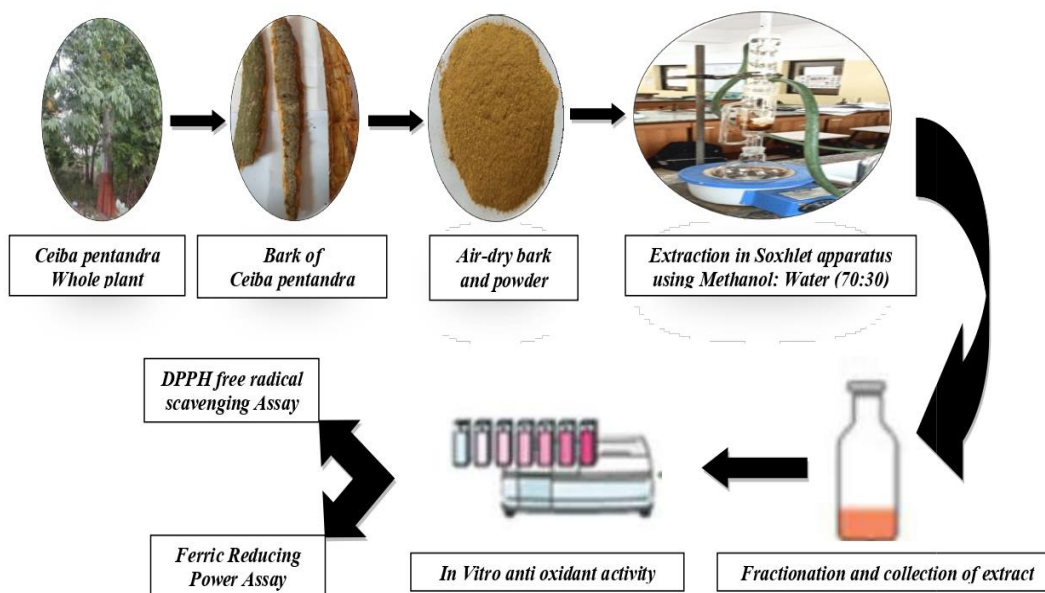 Ceiba pentandra
Whole plant
Bark of
Ceiba pentandra
Air-dry bark
and powder
Extraction in Soxhlet apparatus
using Methanol: Water (70:30)
DPPH free radical
scavenging Assay
Ferric Reducing
Power Assay
In Vitro anti oxidant activity
Fractionation and collection of extract